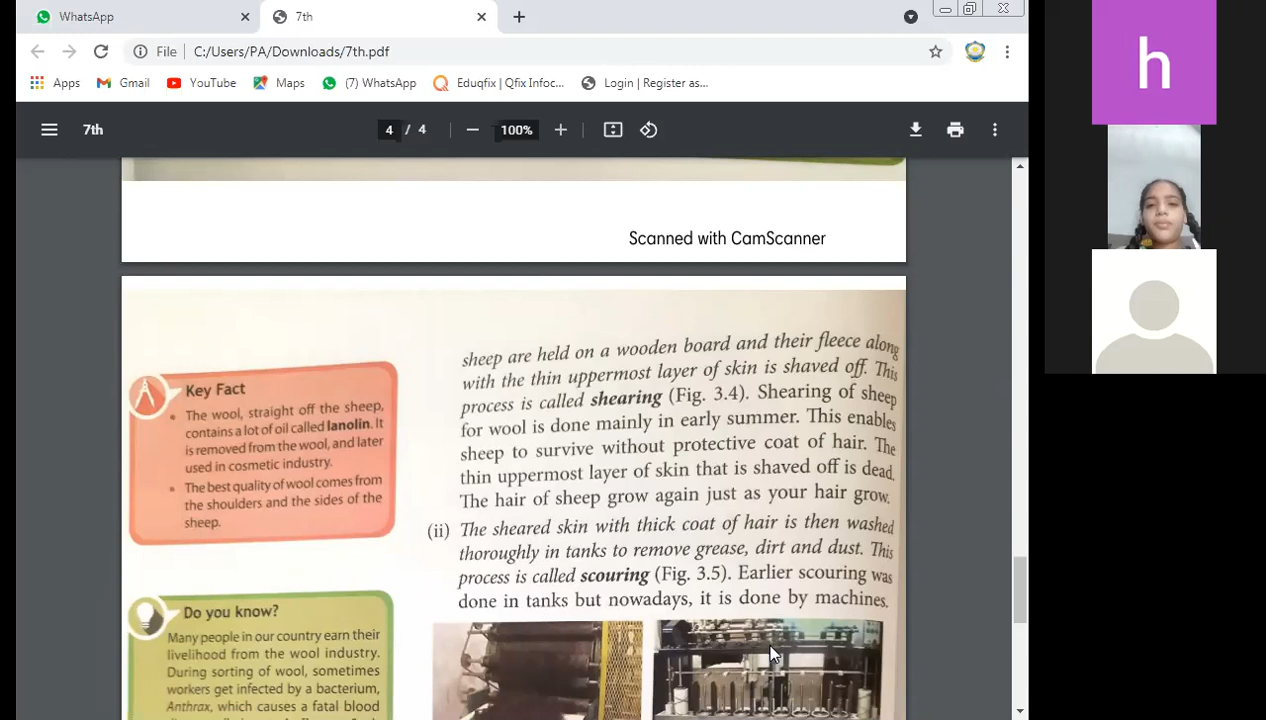 WhatsApp
7th
File
C:/Users/PA/Downloads/7th.pdf
Apps
Gmail
YouTube
Maps
(7) WhatsApp
Eduqfix | Qfix Infoc...
Login | Register as...
7th
4 / 4
100%
Scanned with CamScanner
sheep are held on a wooden board and their fleece along
with the thin uppermost layer of skin is shaved off. This
process is called shearing (Fig. 3.4). Shearing of sheep
for wool is done mainly in early summer. This enables
sheep to survive without protective coat of hair. The
thin uppermost layer of skin that is shaved off is dead.
The hair of sheep grow again just as your hair grow.
(ii) The sheared skin with thick coat of hair is then washed
thoroughly in tanks to remove grease, dirt and dust. This
process is called scouring (Fig. 3.5). Earlier scouring was
done in tanks but nowadays, it is done by machines.
Key Fact
• The wool, straight off the sheep,
contains a lot of oil called lanolin. It
is removed from the wool, and later
used in cosmetic industry.
• The best quality of wool comes from
the shoulders and the sides of the
sheep.
Do you know?
Many people in our country earn their
livelihood from the wool industry.
During sorting of wool, sometimes
workers get infected by a bacterium,
Anthrax, which causes a fatal blood
h